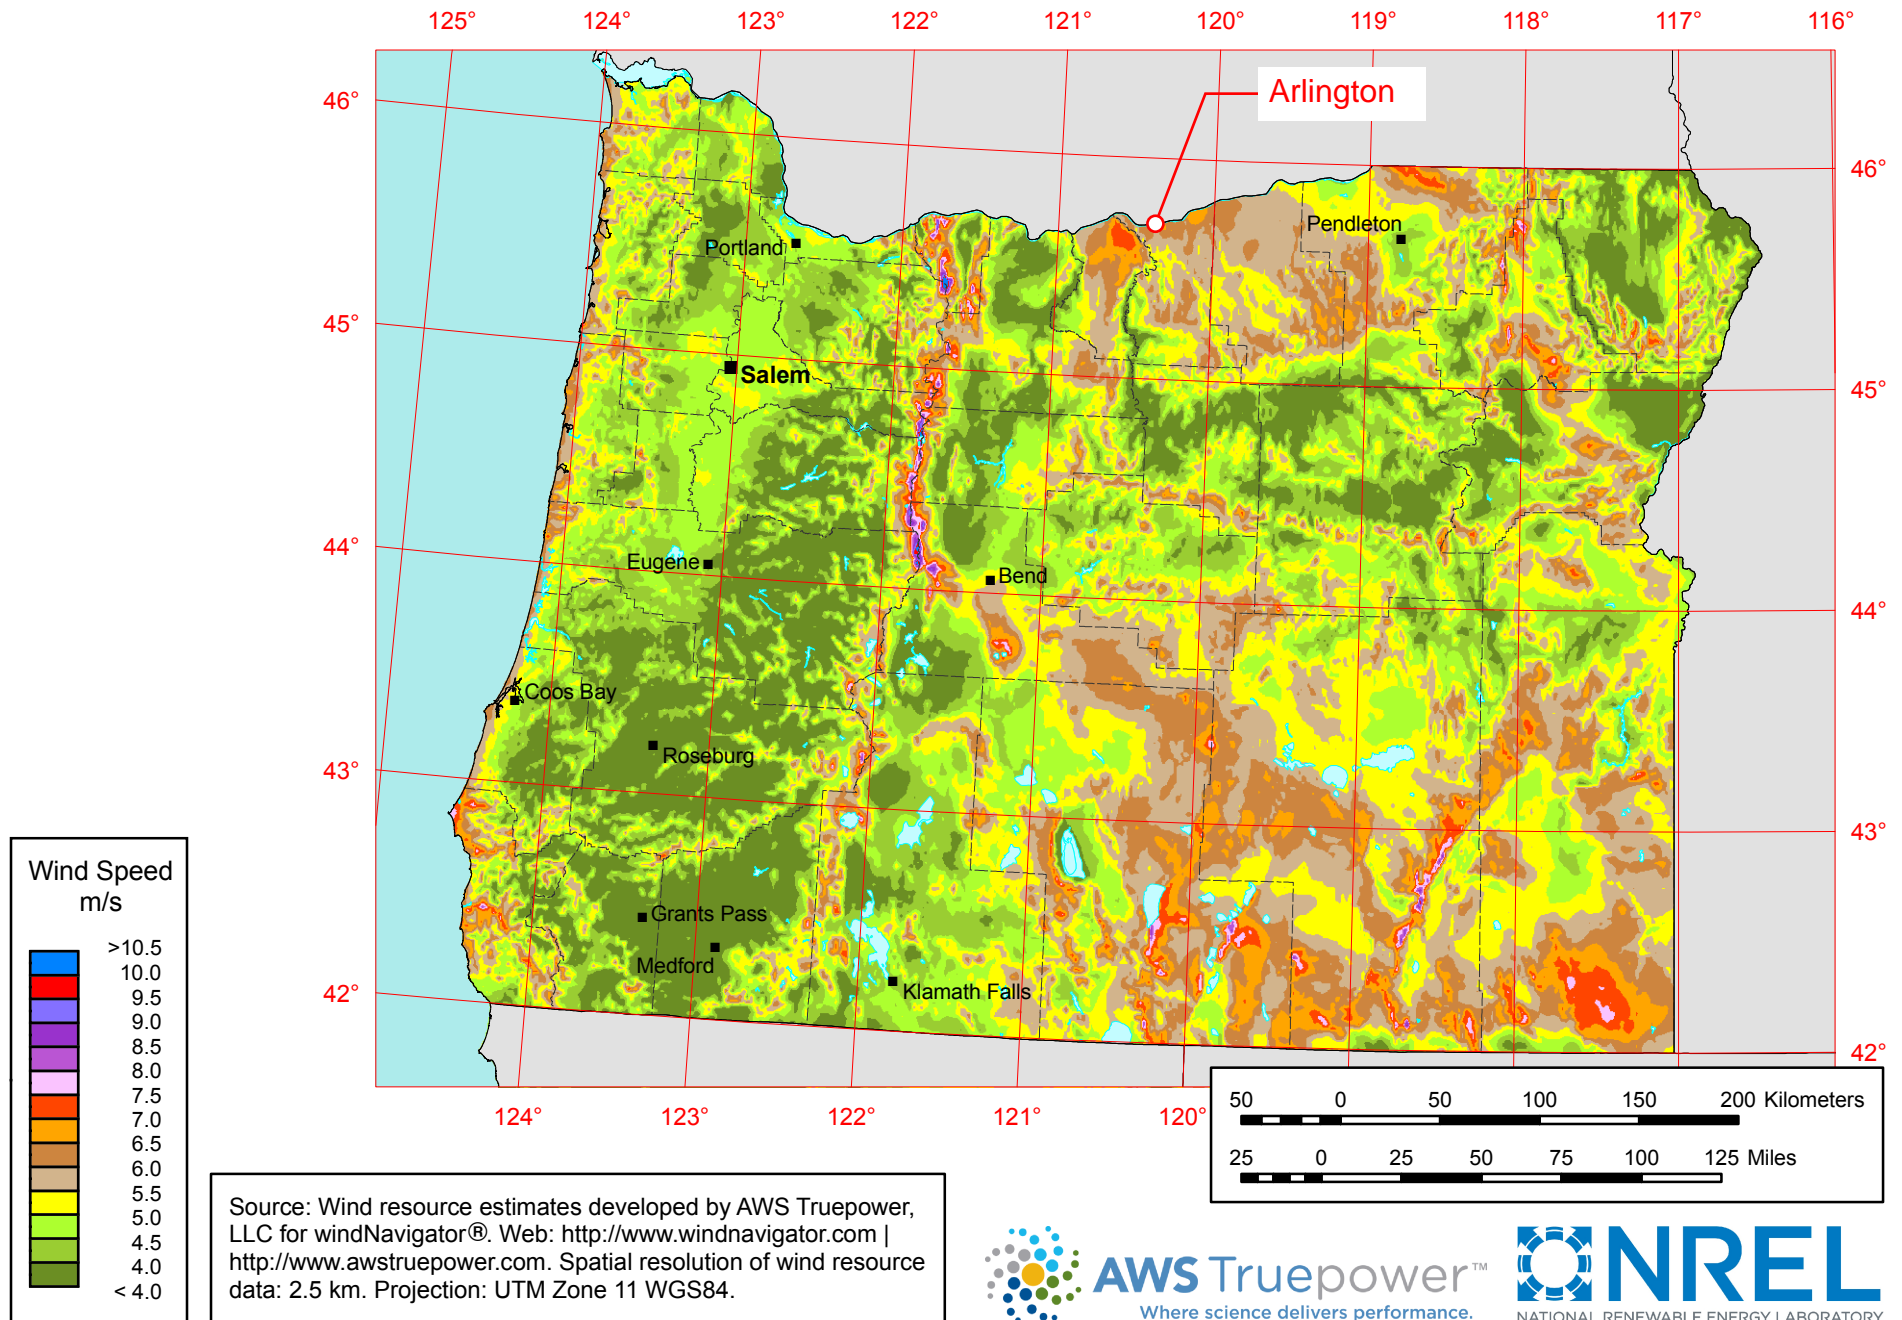 125°
124°
123°
122°
121°
120°
119°
118°
117°
116°
46°
Arlington
46°
Pendleton
Portland
45°
45°
Salem
44°
Eugene
Bend
44°
Coos Bay
Roseburg
43°
43°
Grants Pass
Medford
Klamath Falls
42°
42°
124°
123°
122°
121°
120°
Wind Speed
m/s
>10.5
10.0
9.5
9.0
8.5
8.0
7.5
7.0
6.5
6.0
5.5
5.0
4.5
4.0
< 4.0
50 0 50 100 150 200 Kilometers
25 0 25 50 75 100 125 Miles
Source: Wind resource estimates developed by AWS Truepower,
LLC for windNavigator®. Web: http://www.windnavigator.com |
http://www.awstruepower.com. Spatial resolution of wind resource
data: 2.5 km. Projection: UTM Zone 11 WGS84.
AWS Truepower™
Where science delivers performance.
NREL
NATIONAL RENEWABLE ENERGY LABORATORY